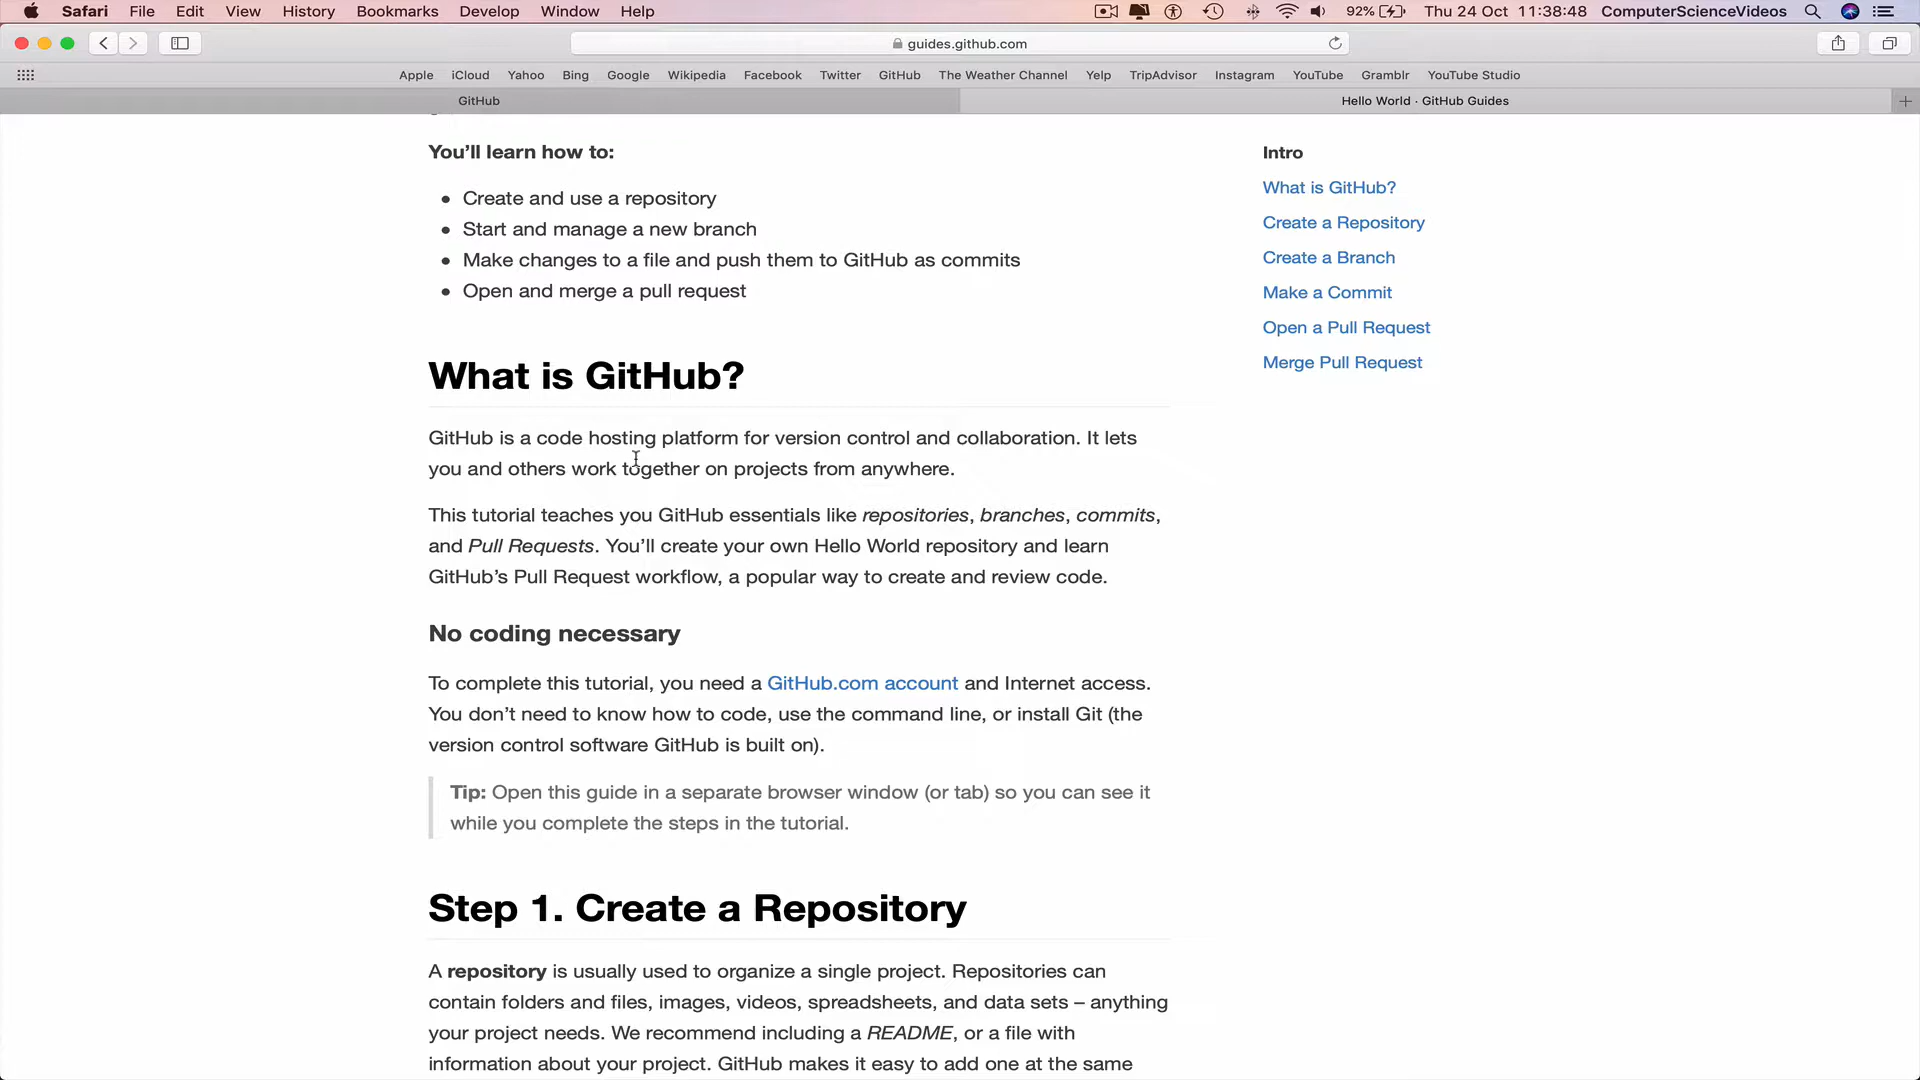 Safari File Edit View History Bookmarks Develop Window Help 92% Thu 24 Oct 11:38:48 ComputerScienceVideos
guides.github.com
Apple iCloud Yahoo Bing Google Wikipedia Facebook Twitter GitHub The Weather Channel Yelp TripAdvisor Instagram YouTube Gramblr YouTube Studio
GitHub Hello World · GitHub Guides
You’ll learn how to:
• Create and use a repository
• Start and manage a new branch
• Make changes to a file and push them to GitHub as commits
• Open and merge a pull request
What is GitHub?
GitHub is a code hosting platform for version control and collaboration. It lets
you and others work together on projects from anywhere.
This tutorial teaches you GitHub essentials like repositories, branches, commits,
and Pull Requests. You’ll create your own Hello World repository and learn
GitHub’s Pull Request workflow, a popular way to create and review code.
No coding necessary
To complete this tutorial, you need a GitHub.com account and Internet access.
You don’t need to know how to code, use the command line, or install Git (the
version control software GitHub is built on).
Tip: Open this guide in a separate browser window (or tab) so you can see it
while you complete the steps in the tutorial.
Step 1. Create a Repository
A repository is usually used to organize a single project. Repositories can
contain folders and files, images, videos, spreadsheets, and data sets – anything
your project needs. We recommend including a README, or a file with
information about your project. GitHub makes it easy to add one at the same
Intro
What is GitHub?
Create a Repository
Create a Branch
Make a Commit
Open a Pull Request
Merge Pull Request